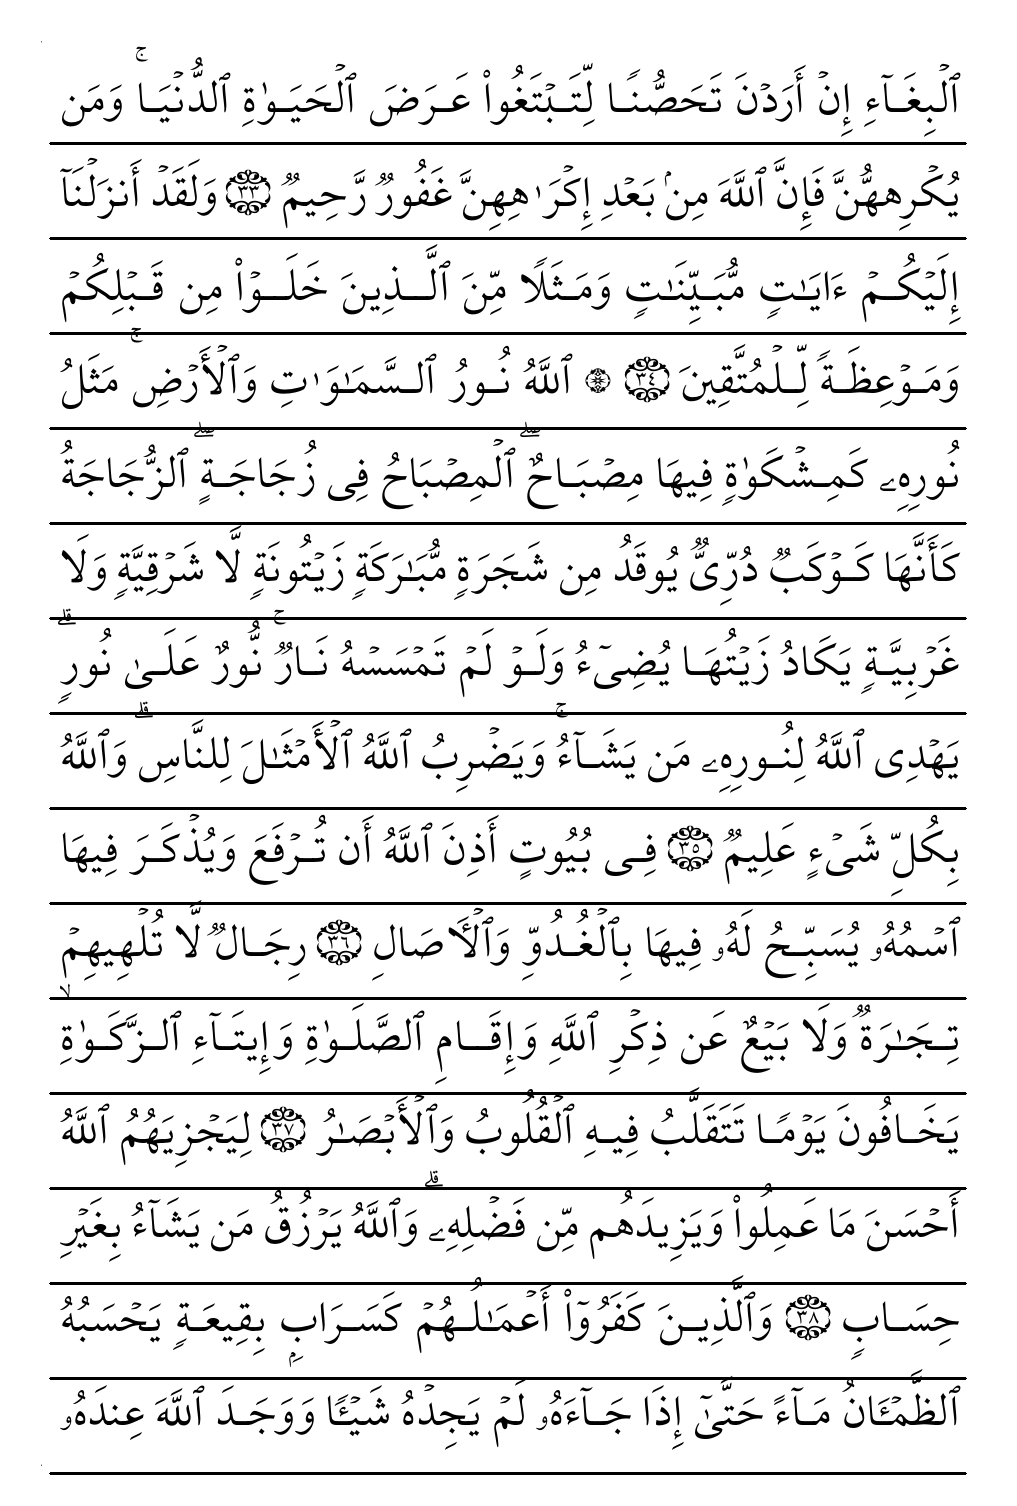 ٱلۡبِغَآءِ إِنۡ أَرَدۡنَ تَحَصُّنٗا لِّتَبۡتَغُواْ عَرَضَ ٱلۡحَيَوٰةِ ٱلدُّنۡيَاۚ وَمَن
يُكۡرِههُّنَّ فَإِنَّ ٱللَّهَ مِنۢ بَعۡدِ إِكۡرَٰهِهِنَّ غَفُورٞ رَّحِيمٞ ٣٣ وَلَقَدۡ أَنزَلۡنَآ
إِلَيۡكُمۡ ءَايَٰتٖ مُّبَيِّنَٰتٖ وَمَثَلٗا مِّنَ ٱلَّذِينَ خَلَوۡاْ مِن قَبۡلِكُمۡ
وَمَوۡعِظَةٗ لِّلۡمُتَّقِينَ ٣٤ ۞ ٱللَّهُ نُورُ ٱلسَّمَٰوَٰتِ وَٱلۡأَرۡضِۚ مَثَلُ
نُورِهِۦ كَمِشۡكَوٰةٖ فِيهَا مِصۡبَاحٌۖ ٱلۡمِصۡبَاحُ فِي زُجَاجَةٍۖ ٱلزُّجَاجَةُ
كَأَنَّهَا كَوۡكَبٞ دُرِّيّٞ يُوقَدُ مِن شَجَرَةٖ مُّبَٰرَكَةٖ زَيۡتُونَةٖ لَّا شَرۡقِيَّةٖ وَلَا
غَرۡبِيَّةٖ يَكَادُ زَيۡتُهَا يُضِيٓءُ وَلَوۡ لَمۡ تَمۡسَسۡهُ نَارٞۚ نُّورٌ عَلَىٰ نُورٖۚ
يَهۡدِي ٱللَّهُ لِنُورِهِۦ مَن يَشَآءُۚ وَيَضۡرِبُ ٱللَّهُ ٱلۡأَمۡثَٰلَ لِلنَّاسِۗ وَٱللَّهُ
بِكُلِّ شَيۡءٍ عَلِيمٞ ٣٥ فِي بُيُوتٍ أَذِنَ ٱللَّهُ أَن تُرۡفَعَ وَيُذۡكَرَ فِيهَا
ٱسۡمُهُۥ يُسَبِّحُ لَهُۥ فِيهَا بِٱلۡغُدُوِّ وَٱلۡأٓصَالِ ٣٦ رِجَالٞ لَّا تُلۡهِيهِمۡ
تِجَٰرَةٞ وَلَا بَيۡعٌ عَن ذِكۡرِ ٱللَّهِ وَإِقَامِ ٱلصَّلَوٰةِ وَإِيتَآءِ ٱلزَّكَوٰةِۙ
يَخَافُونَ يَوۡمٗا تَتَقَلَّبُ فِيهِ ٱلۡقُلُوبُ وَٱلۡأَبۡصَٰرُ ٣٧ لِيَجۡزِيَهُمُ ٱللَّهُ
أَحۡسَنَ مَا عَمِلُواْ وَيَزِيدَهُم مِّن فَضۡلِهِۦۗ وَٱللَّهُ يَرۡزُقُ مَن يَشَآءُ بِغَيۡرِ
حِسَابٖ ٣٨ وَٱلَّذِينَ كَفَرُوٓاْ أَعۡمَٰلُهُمۡ كَسَرَابِۭ بِقِيعَةٖ يَحۡسَبُهُ
ٱلظَّمۡـَٔانُ مَآءً حَتَّىٰٓ إِذَا جَآءَهُۥ لَمۡ يَجِدۡهُ شَيۡـٔٗا وَوَجَدَ ٱللَّهَ عِندَهُۥ